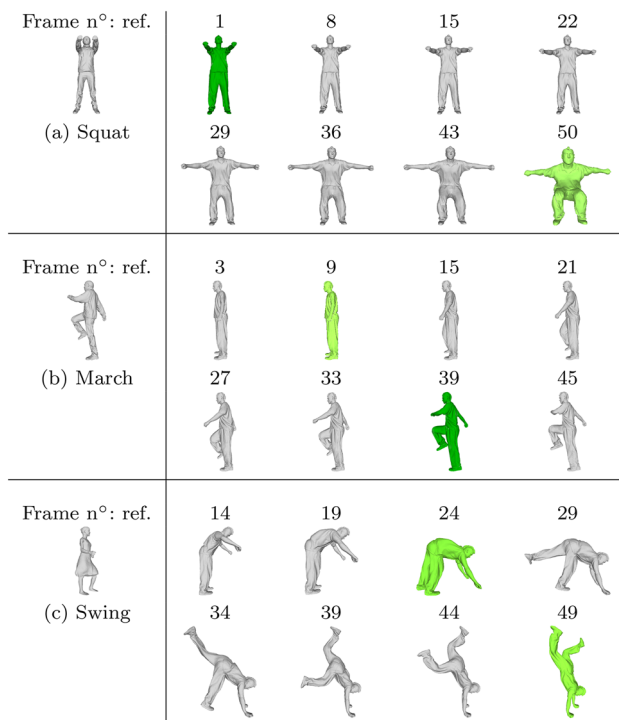 Frame n°: ref. 1 8 15 22
(a) Squat 29 36 43 50
Frame n°: ref. 3 9 15 21
(b) March 27 33 39 45
Frame n°: ref. 14 19 24 29
(c) Swing 34 39 44 49